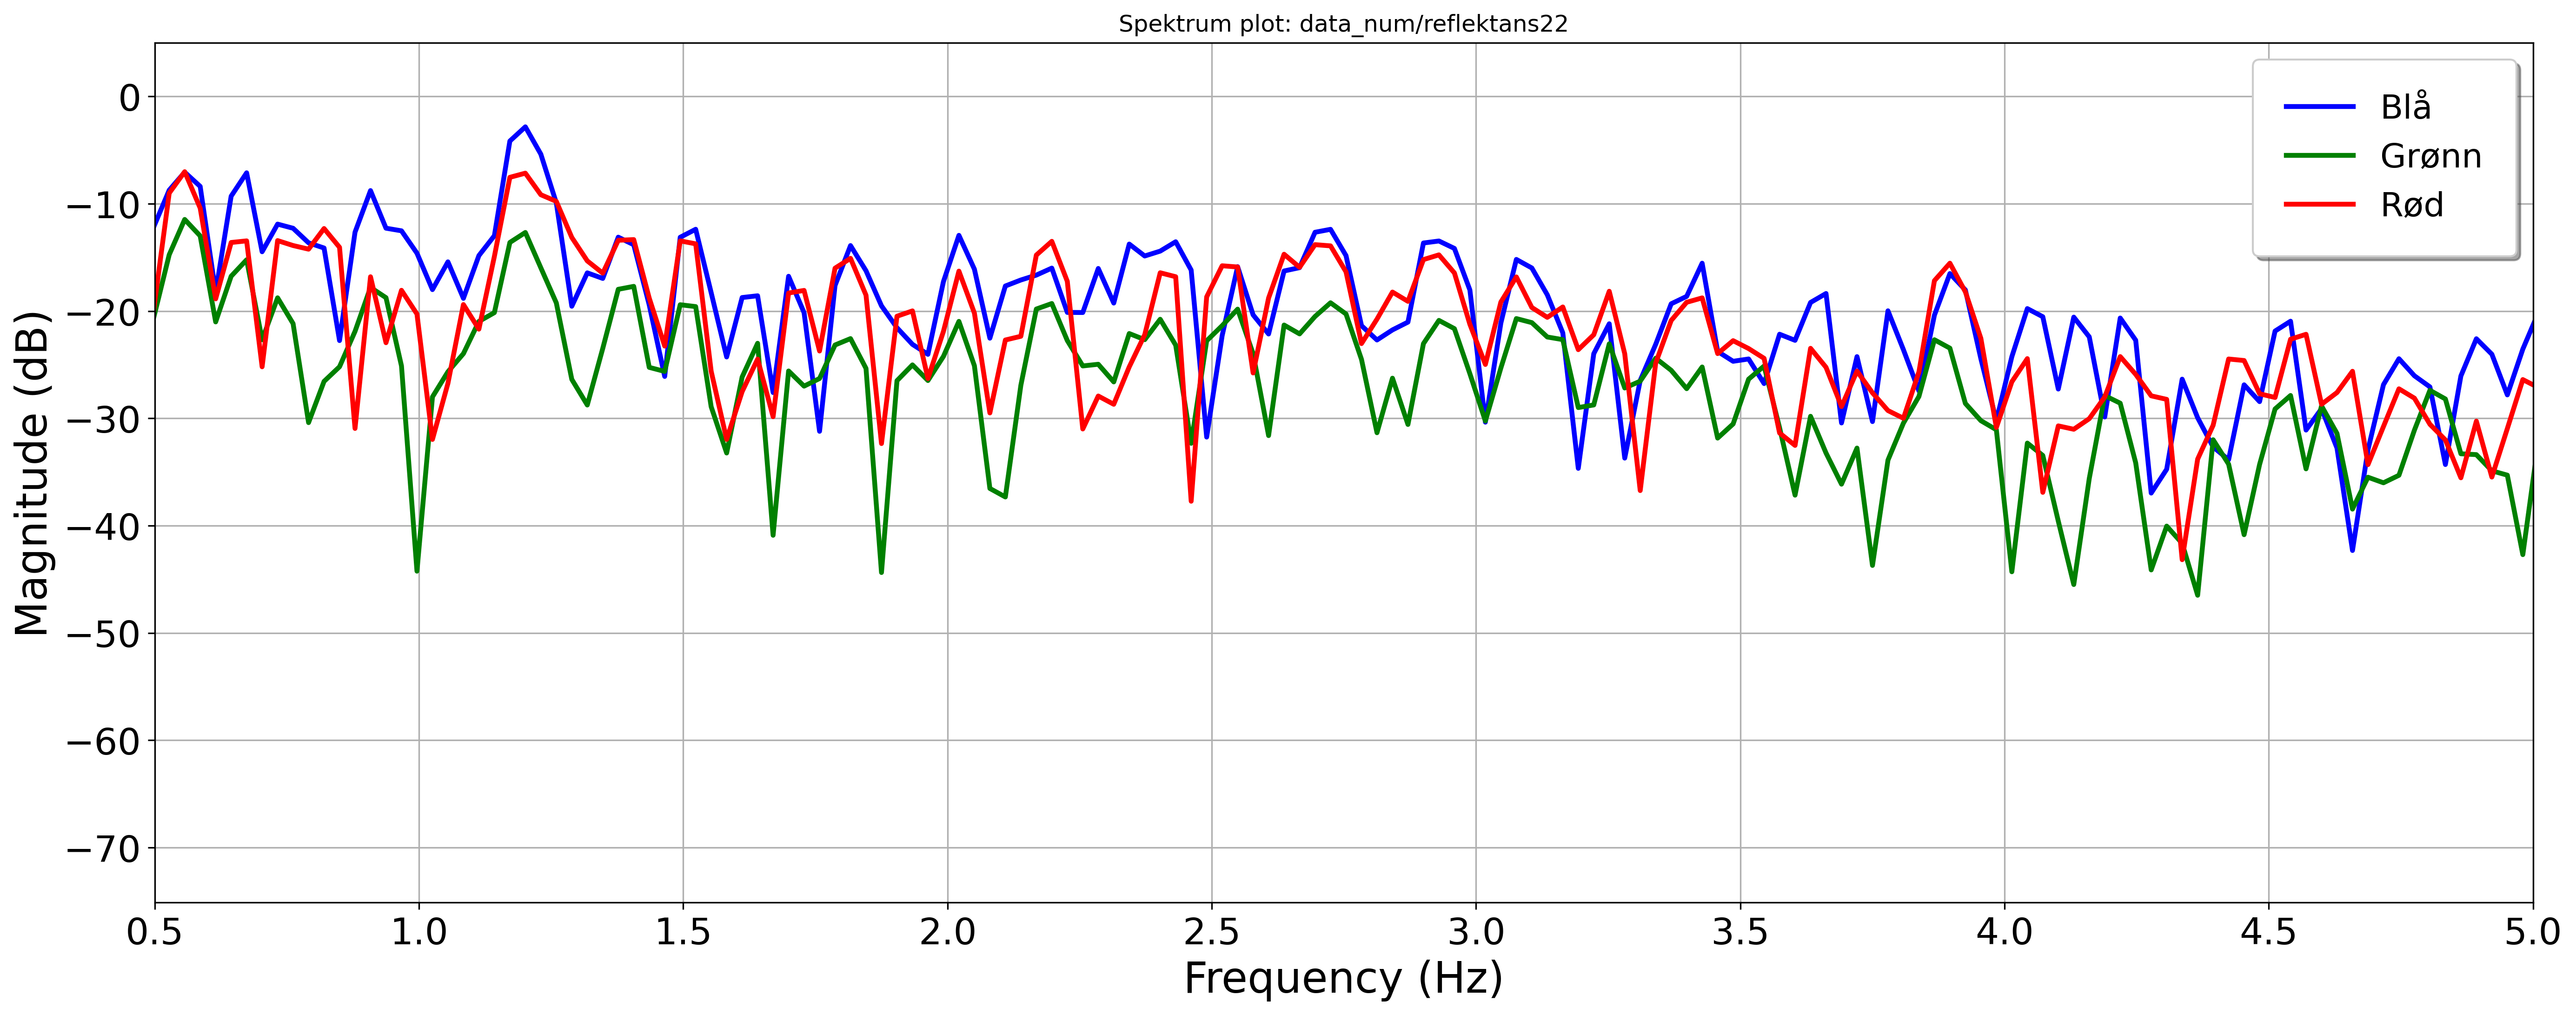 Spektrum plot: data_num/reflektans22
Magnitude (dB)
0
−10
−20
−30
−40
−50
−60
−70
Blå
Grønn
Rød
0.5 1.0 1.5 2.0 2.5 3.0 3.5 4.0 4.5 5.0
Frequency (Hz)